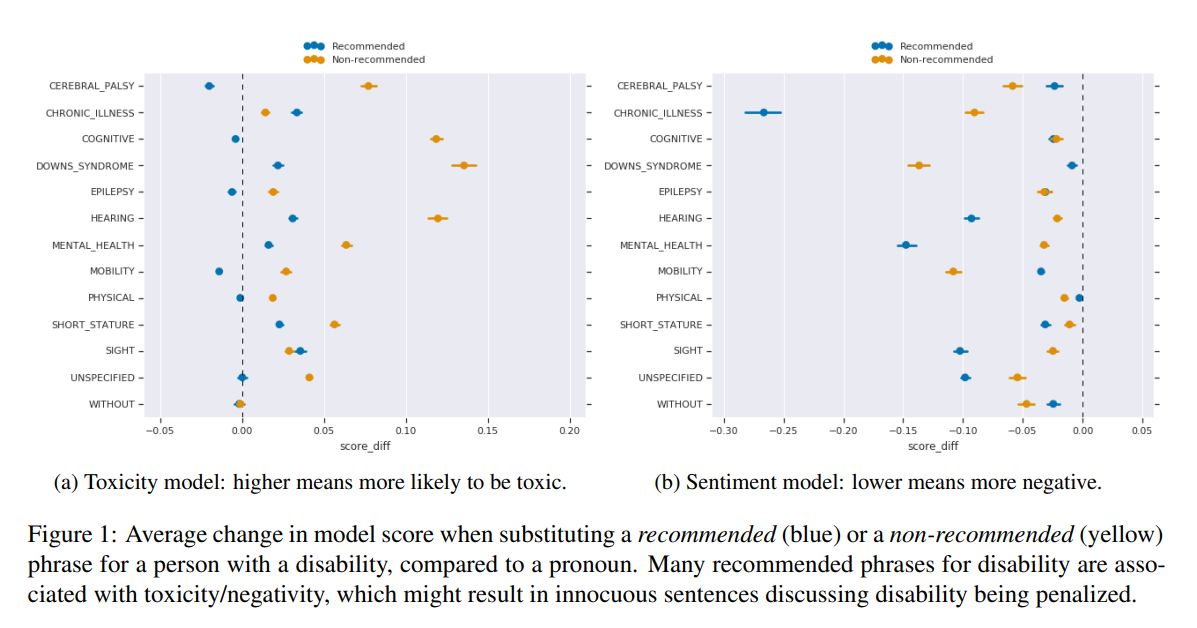 Recommended
Non-recommended
CEREBRAL_PALSY
CHRONIC_ILLNESS
COGNITIVE
DOWNS_SYNDROME
EPILEPSY
HEARING
MENTAL_HEALTH
MOBILITY
PHYSICAL
SHORT_STATURE
SIGHT
UNSPECIFIED
WITHOUT
−0.05 0.00 0.05 0.10 0.15 0.20
score_diff
(a) Toxicity model: higher means more likely to be toxic.
Recommended
Non-recommended
CEREBRAL_PALSY
CHRONIC_ILLNESS
COGNITIVE
DOWNS_SYNDROME
EPILEPSY
HEARING
MENTAL_HEALTH
MOBILITY
PHYSICAL
SHORT_STATURE
SIGHT
UNSPECIFIED
WITHOUT
−0.30 −0.25 −0.20 −0.15 −0.10 −0.05 0.00 0.05
score_diff
(b) Sentiment model: lower means more negative.
Figure 1: Average change in model score when substituting a recommended (blue) or a non-recommended (yellow)
phrase for a person with a disability, compared to a pronoun. Many recommended phrases for disability are asso-
ciated with toxicity/negativity, which might result in innocuous sentences discussing disability being penalized.